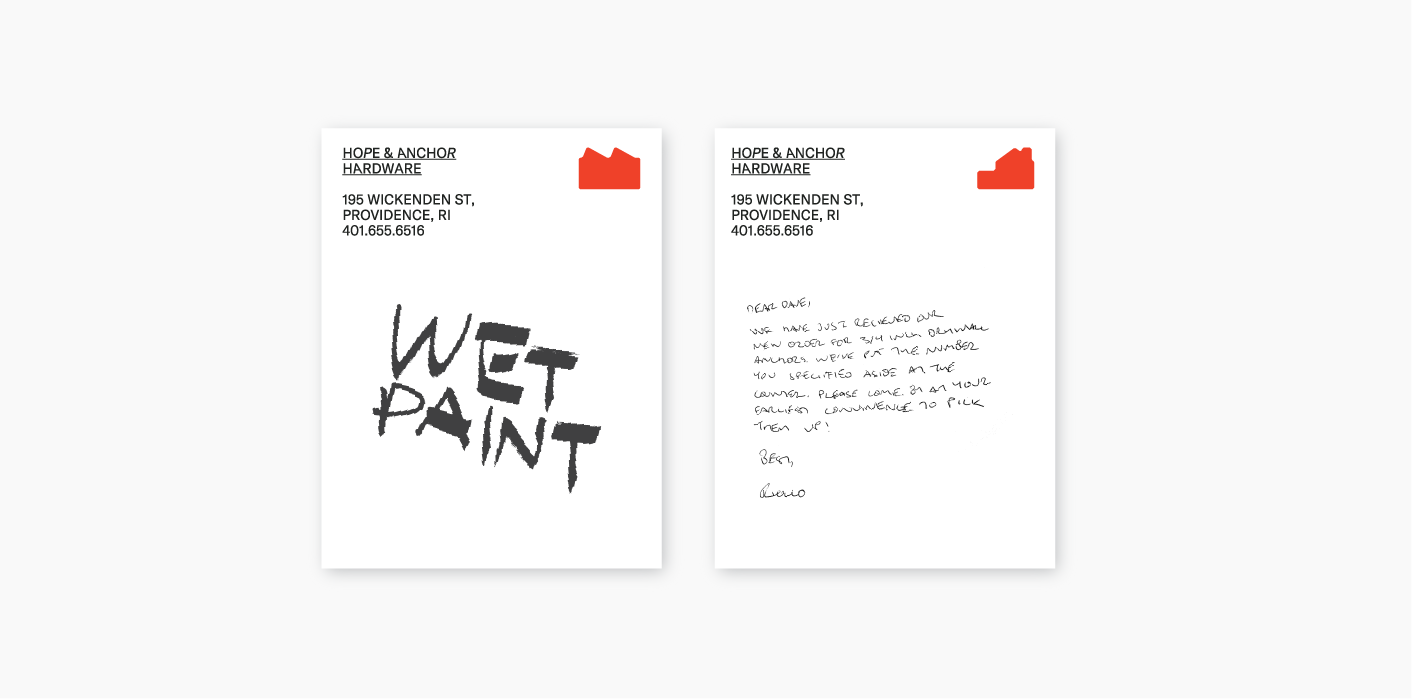 HOPE & ANCHOR
HARDWARE
195 WICKENDEN ST,
PROVIDENCE, RI
401.655.6516
WET
PAINT
HOPE & ANCHOR
HARDWARE
195 WICKENDEN ST,
PROVIDENCE, RI
401.655.6516
DEAR DAVE,
WE HAVE JUST RECIEVED OUR
NEW ORDER FOR 3/4 INCH DRYWALL
ANCHORS. WE'VE PUT THE NUMBER
YOU SPECIFIED ASIDE AT THE
COUNTER. PLEASE COME IN AT YOUR
EARLIEST CONVINENCE TO PICK
THEM UP!
BEST,